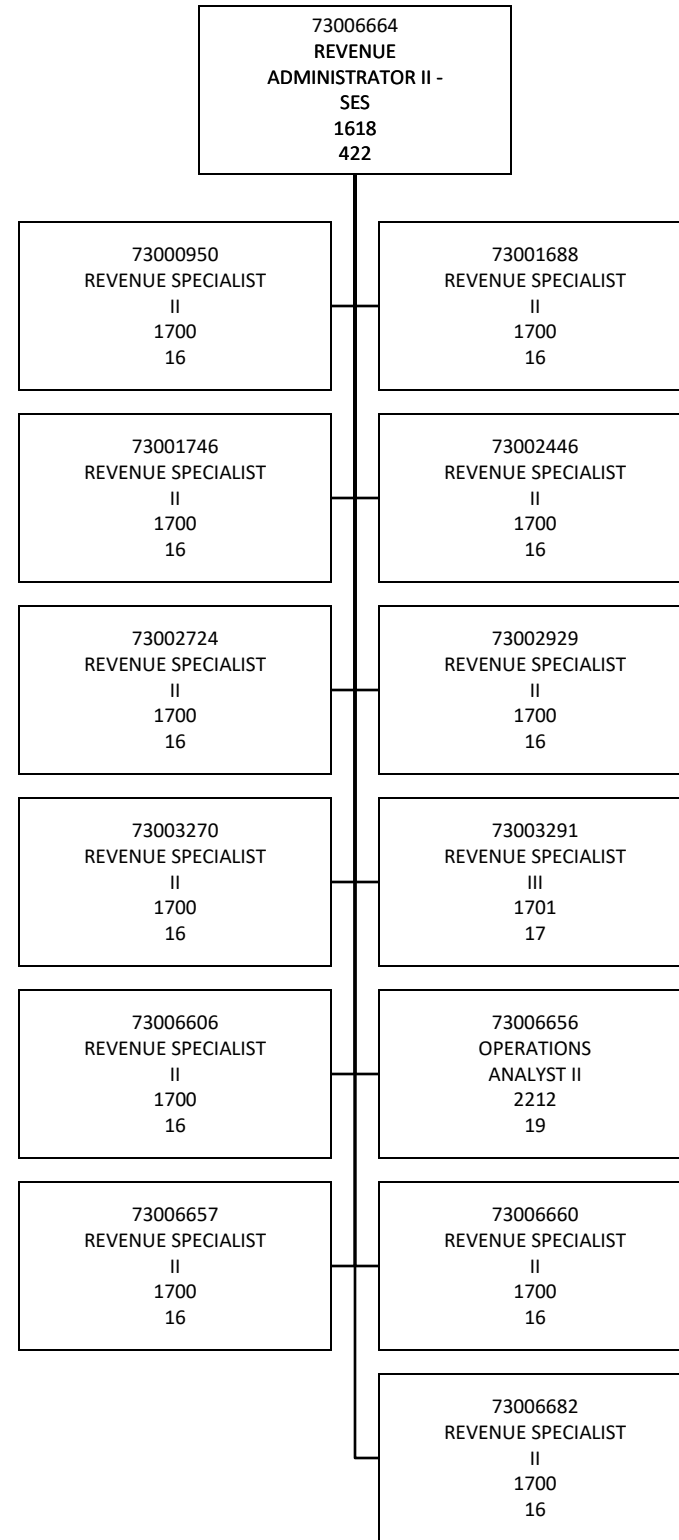 73006664
REVENUE
ADMINISTRATOR II -
SES
1618
422
73000950
REVENUE SPECIALIST
II
1700
16
73001688
REVENUE SPECIALIST
II
1700
16
73001746
REVENUE SPECIALIST
II
1700
16
73002446
REVENUE SPECIALIST
II
1700
16
73002724
REVENUE SPECIALIST
II
1700
16
73002929
REVENUE SPECIALIST
II
1700
16
73003270
REVENUE SPECIALIST
II
1700
16
73003291
REVENUE SPECIALIST
III
1701
17
73006606
REVENUE SPECIALIST
II
1700
16
73006656
OPERATIONS
ANALYST II
2212
19
73006657
REVENUE SPECIALIST
II
1700
16
73006660
REVENUE SPECIALIST
II
1700
16
73006682
REVENUE SPECIALIST
II
1700
16